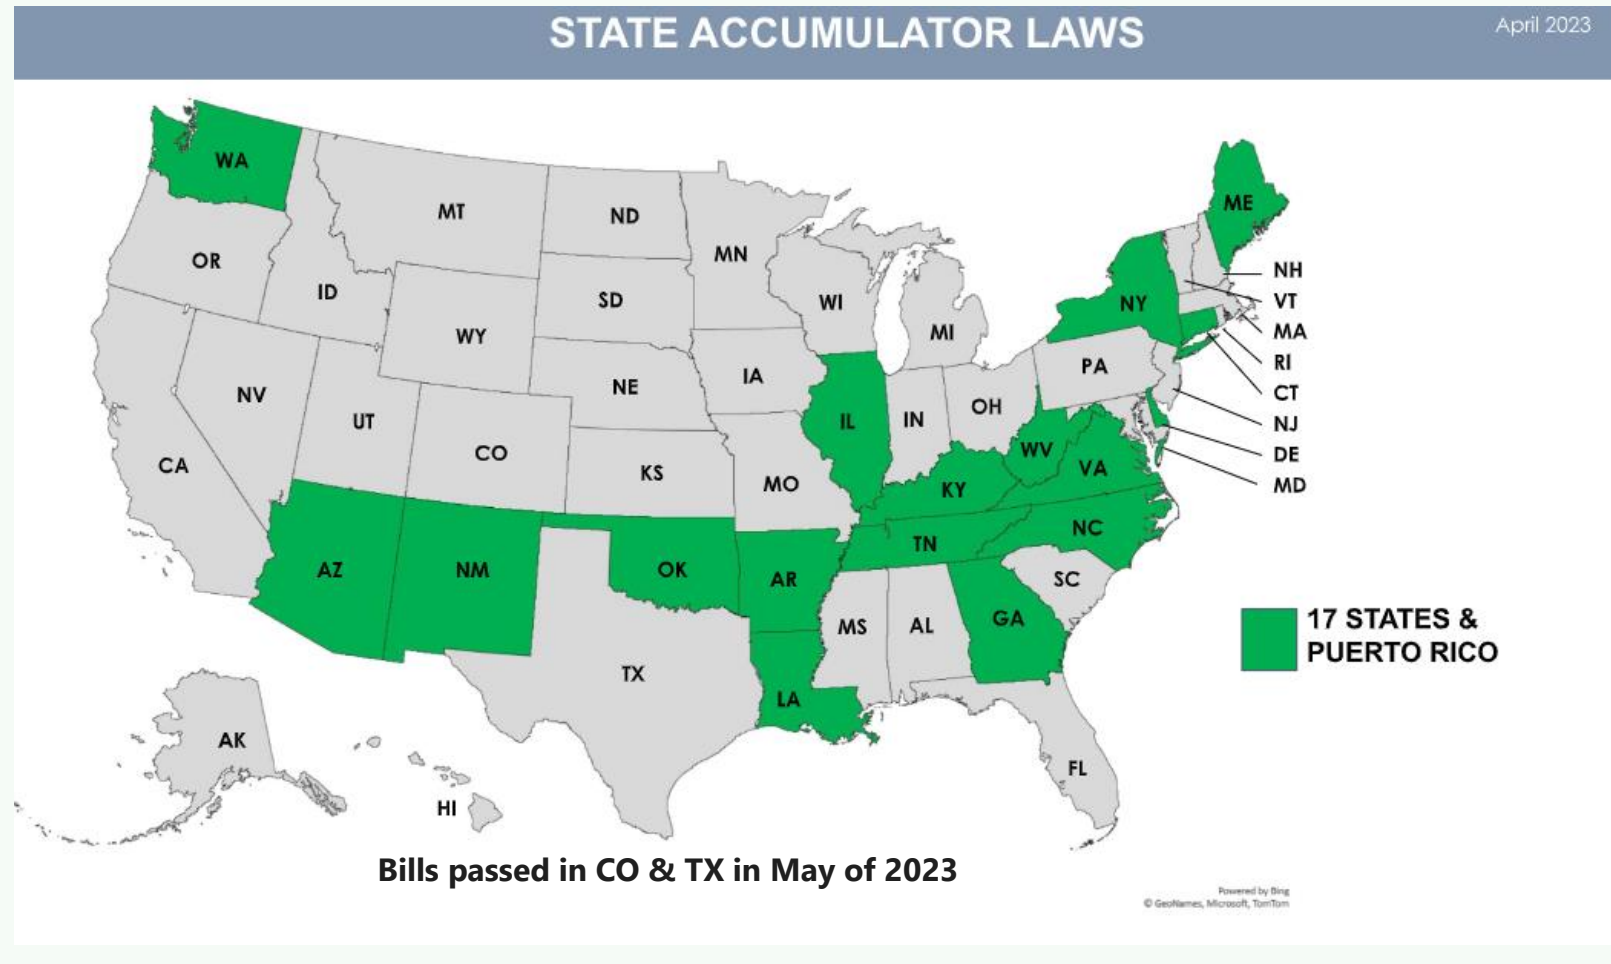 STATE ACCUMULATOR LAWS
April 2023
WA
ME
MT
ND
MN
OR
ID
SD
WI
MI
NY
NH
VT
MA
RI
CT
NJ
DE
MD
WY
NV
UT
CO
NE
IA
PA
IL
IN
OH
CA
KS
MO
WV
VA
KY
NC
TN
AZ
NM
OK
AR
SC
MS
AL
GA
TX
LA
17 STATES &
PUERTO RICO
AK
HI
FL
Bills passed in CO & TX in May of 2023
Powered by Bing
© GeoNames, Microsoft, TomTom